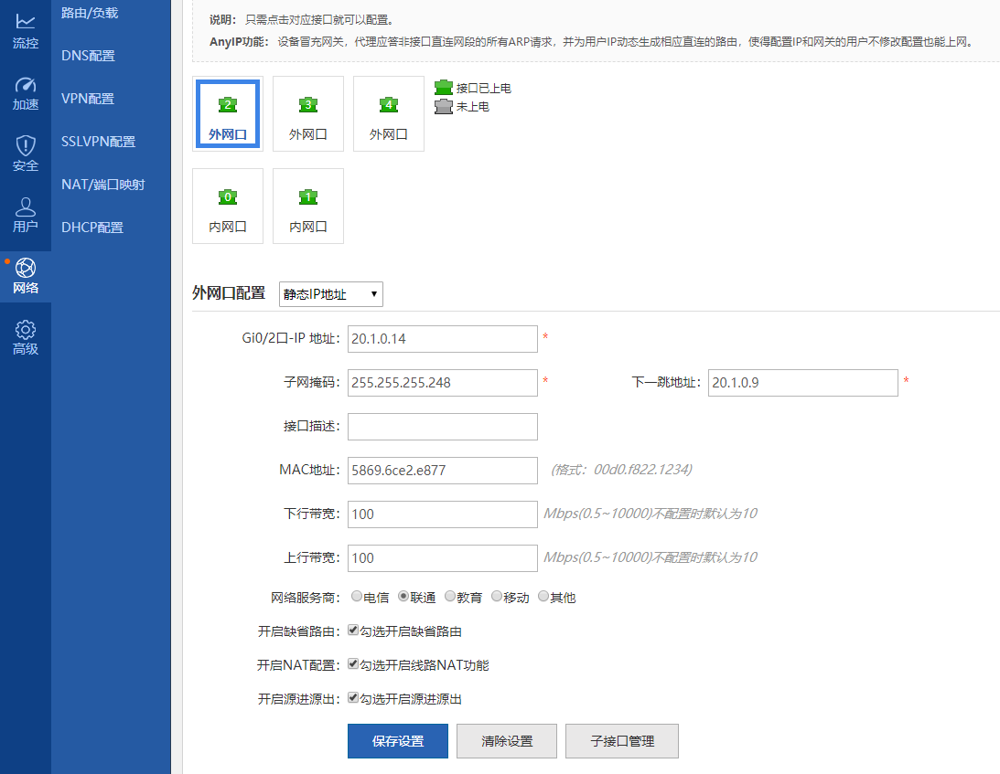 流控
加速
安全
用户
网络
高级
路由/负载
DNS配置
VPN配置
SSLVPN配置
NAT/端口映射
DHCP配置
说明： 只需点击对应接口就可以配置。
AnyIP功能： 设备冒充网关，代理应答非接口直连网段的所有ARP请求，并为用户IP动态生成相应直连的路由，使得配置IP和网关的用户不修改配置也能上网。
2 3 4 接口已上电
未上电
外网口 外网口 外网口
0 1
内网口 内网口
外网口配置 静态IP地址
Gi0/2口-IP 地址： 20.1.0.14 *
子网掩码： 255.255.255.248 * 下一跳地址： 20.1.0.9 *
接口描述：
MAC地址： 5869.6ce2.e877 (格式：00d0.f822.1234)
下行带宽： 100 Mbps(0.5~10000)不配置时默认为10
上行带宽： 100 Mbps(0.5~10000)不配置时默认为10
网络服务商： 电信 联通 教育 移动 其他
开启缺省路由： 勾选开启缺省路由
开启NAT配置： 勾选开启线路NAT功能
开启源进源出： 勾选开启源进源出
保存设置 清除设置 子接口管理